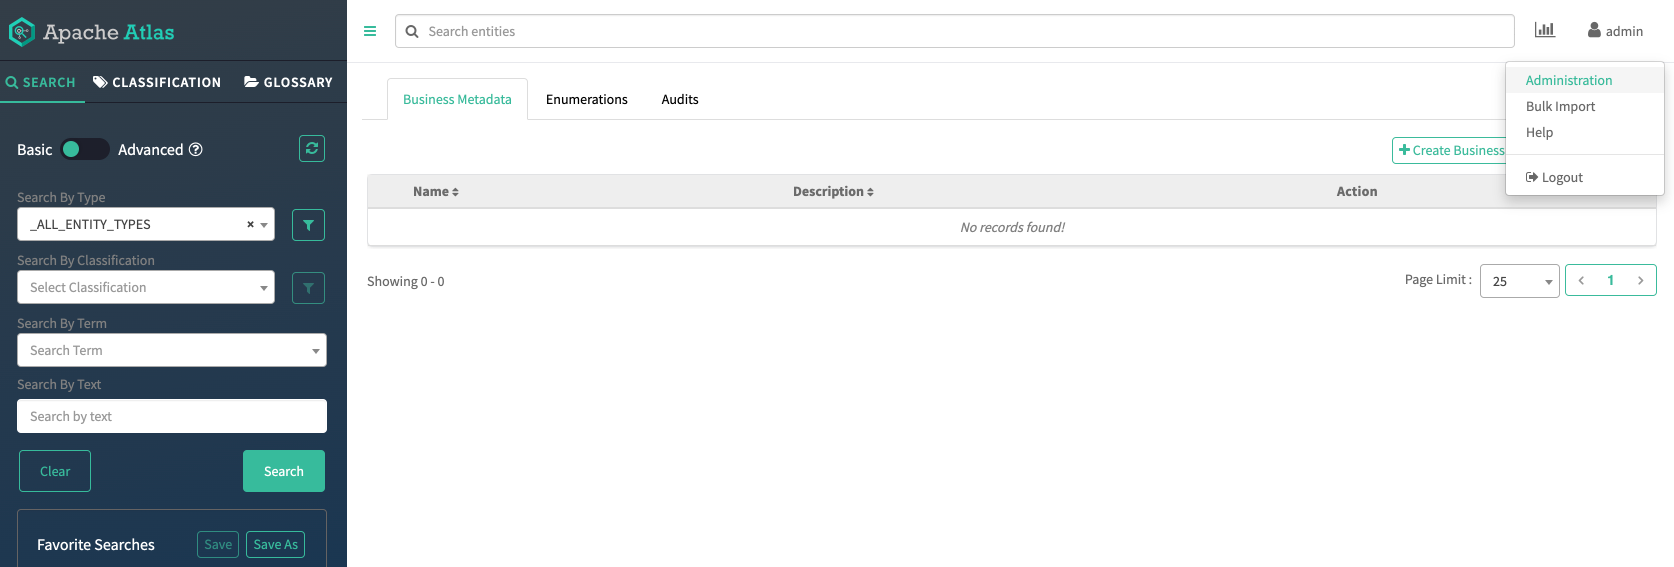 Apache Atlas
SEARCH CLASSIFICATION GLOSSARY
Basic Advanced
Search By Type
_ALL_ENTITY_TYPES ×
Search By Classification
Select Classification
Search By Term
Search Term
Search By Text
Search by text
Clear Search
Favorite Searches Save Save As
Search entities
admin
Administration
Bulk Import
Help
Logout
Business Metadata Enumerations Audits
+ Create Business
Name Description Action
No records found!
Showing 0 - 0
Page Limit : 25 1